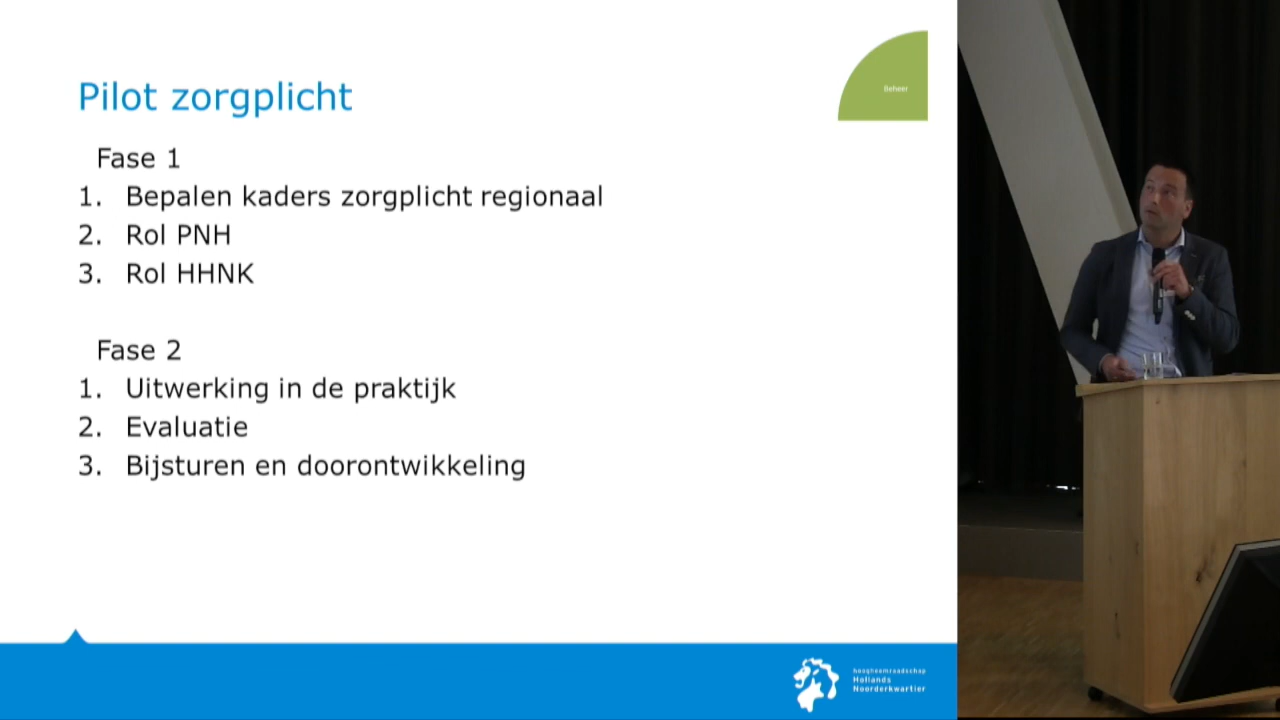 Pilot zorgplicht
Beheer
Fase 1
1. Bepalen kaders zorgplicht regionaal
2. Rol PNH
3. Rol HHNK
Fase 2
1. Uitwerking in de praktijk
2. Evaluatie
3. Bijsturen en doorontwikkeling
hoogheemraadschap
Hollands
Noorderkwartier